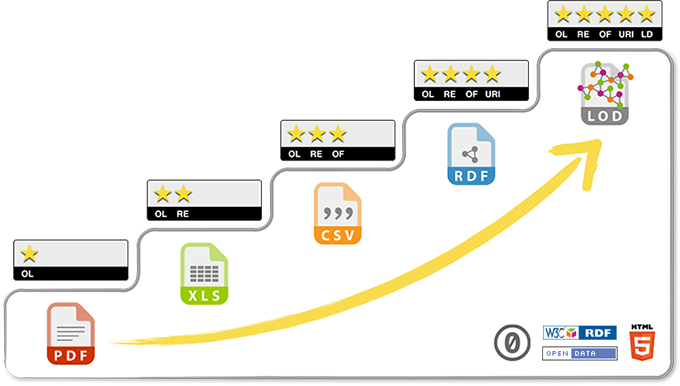 OL RE OF URI LD
OL RE OF URI
OL RE OF
OL RE
OL
LOD
RDF
,,,
CSV
XLS
PDF
0
W3C RDF
OPEN DATA
HTML
5